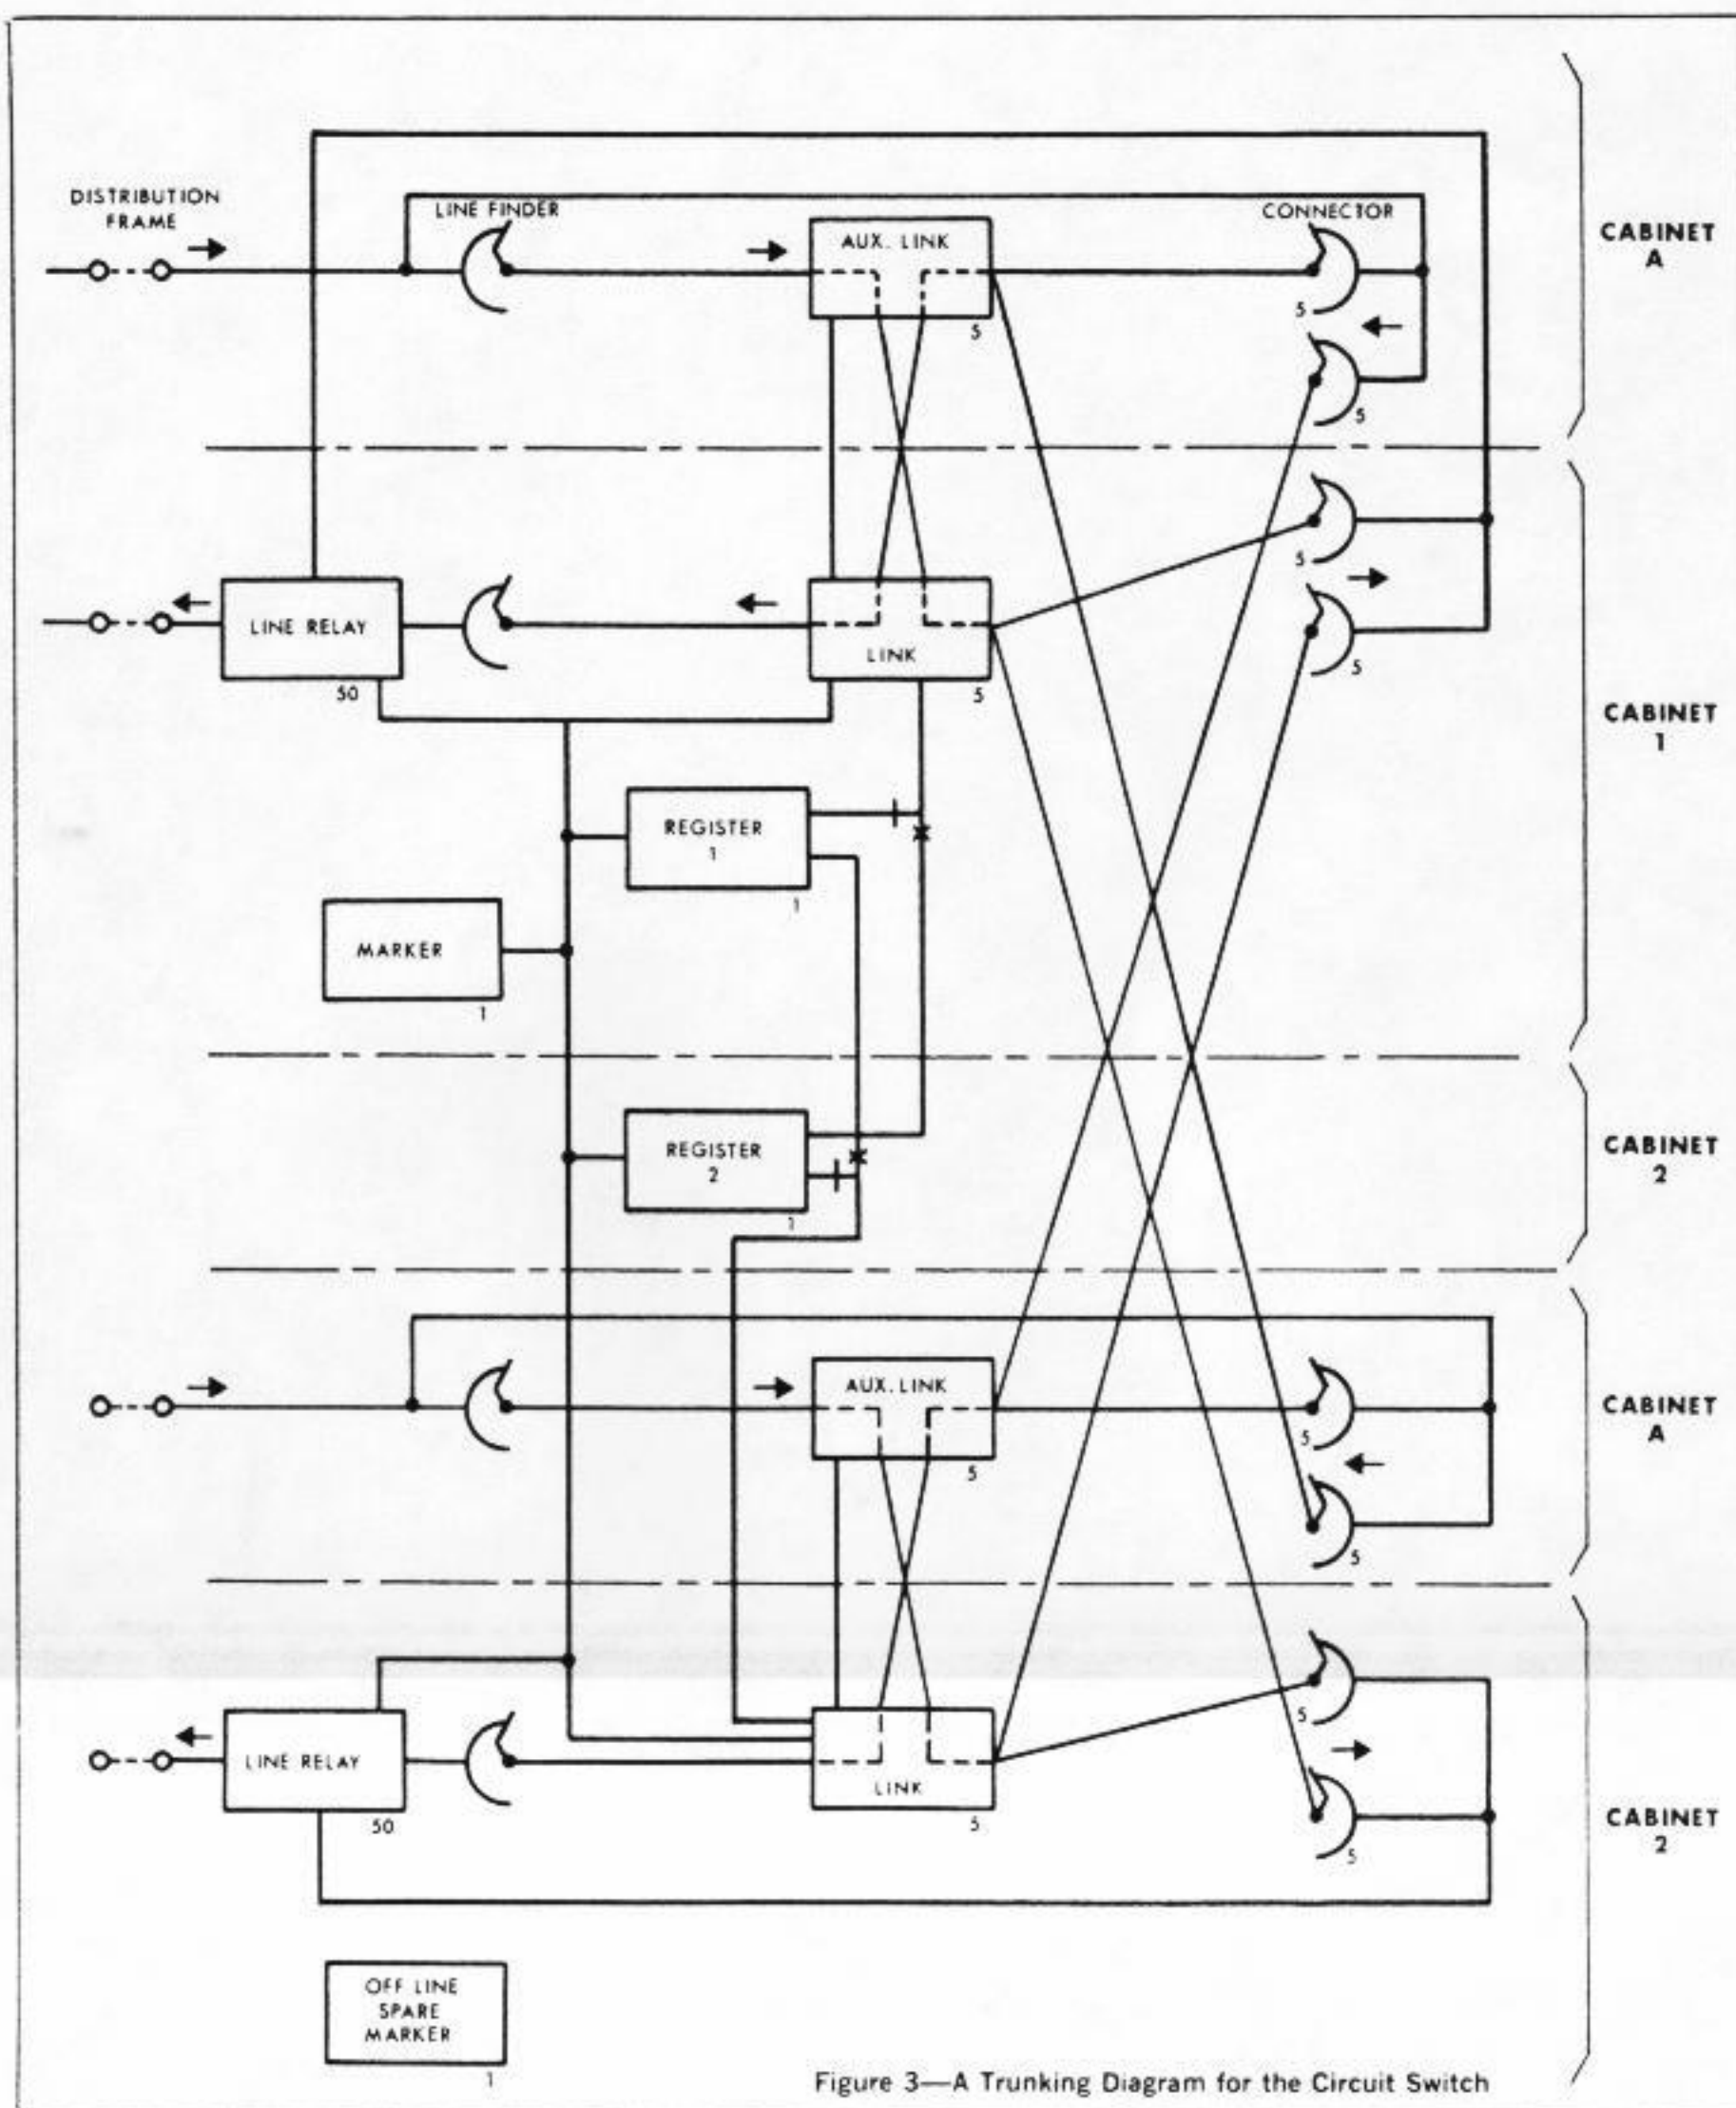 DISTRIBUTION
FRAME
LINE FINDER
AUX. LINK
5
CONNECTOR
5
5
CABINET
A
LINE RELAY
50
LINK
5
5
5
CABINET
1
REGISTER
1
1
MARKER
1
REGISTER
2
1
CABINET
2
AUX. LINK
5
5
5
CABINET
A
LINE RELAY
50
LINK
5
5
5
CABINET
2
OFF LINE
SPARE
MARKER
1
Figure 3—A Trunking Diagram for the Circuit Switch